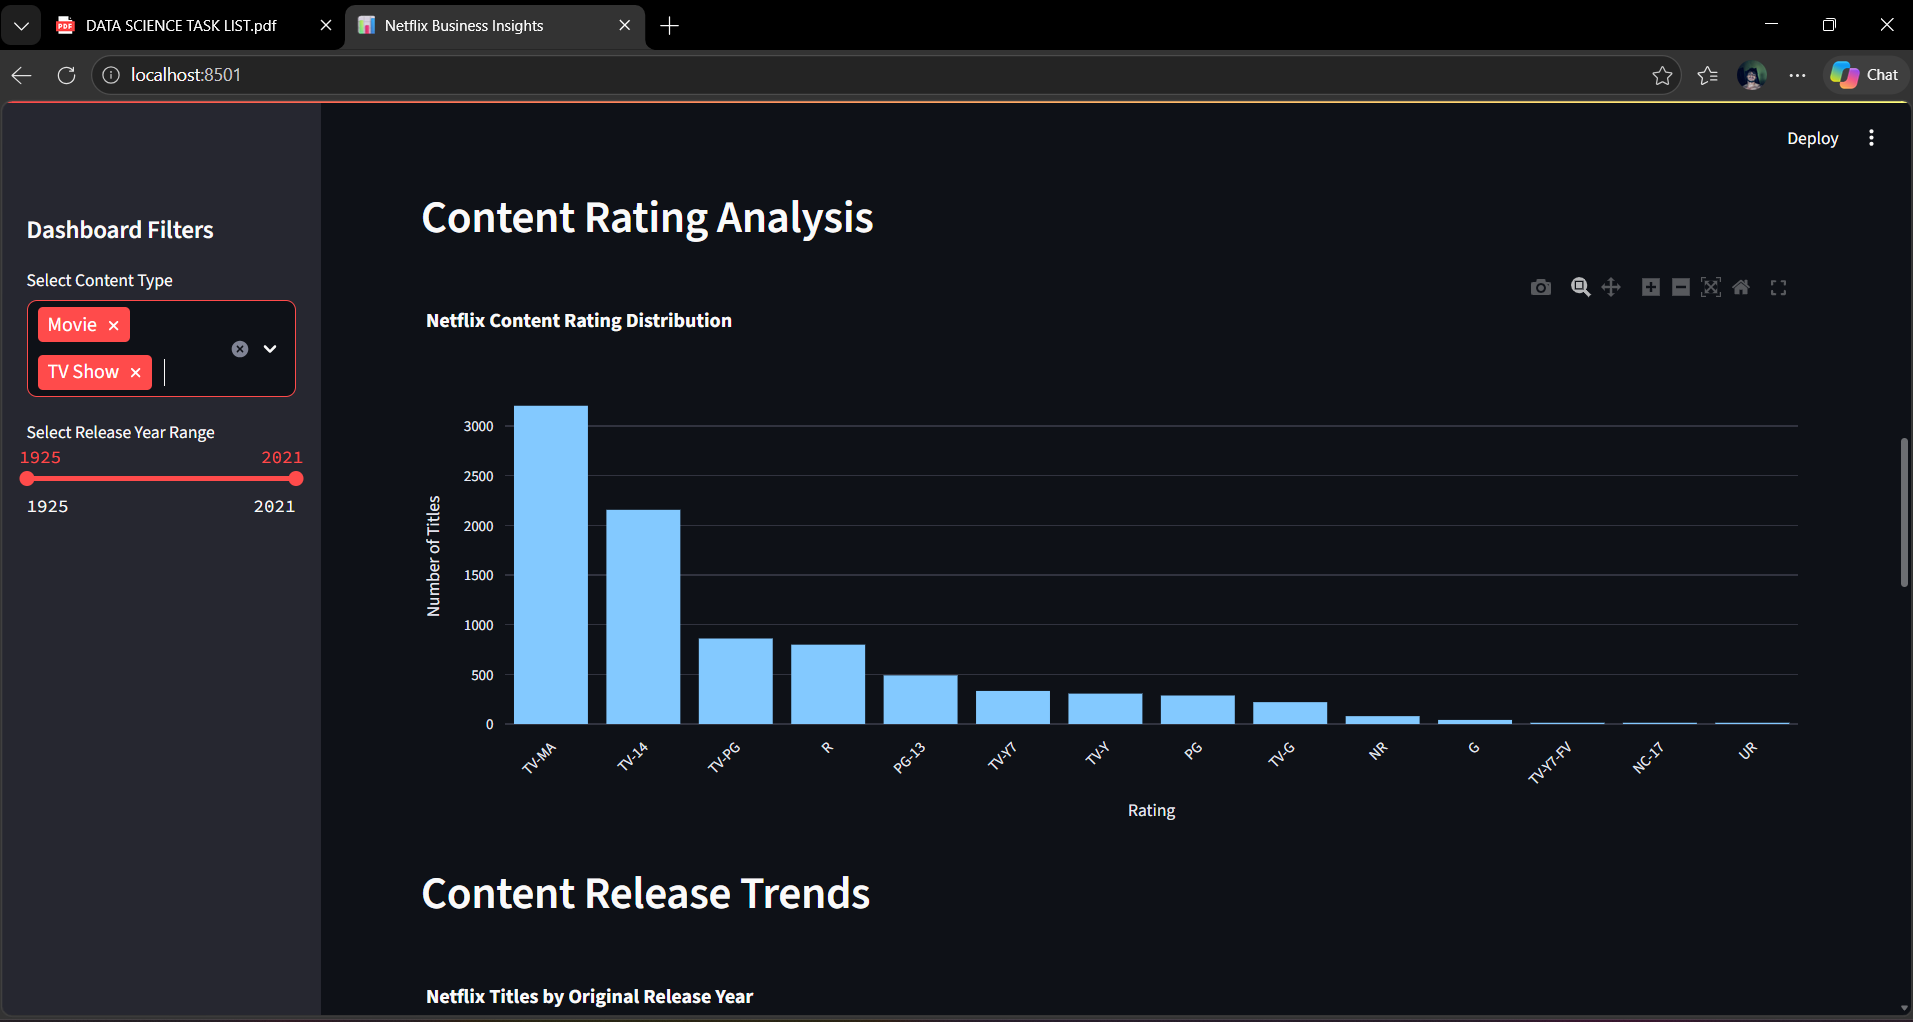 DATA SCIENCE TASK LIST.pdf
Netflix Business Insights
localhost:8501
Chat
Deploy
Dashboard Filters
Select Content Type
Movie
TV Show
Select Release Year Range
1925 2021
1925 2021
Content Rating Analysis
Netflix Content Rating Distribution
Number of Titles
3000
2500
2000
1500
1000
500
0
TV-MA TV-14 TV-PG R PG-13 TV-Y7 TV-Y PG TV-G NR G TV-Y7-FV NC-17 UR
Rating
Content Release Trends
Netflix Titles by Original Release Year